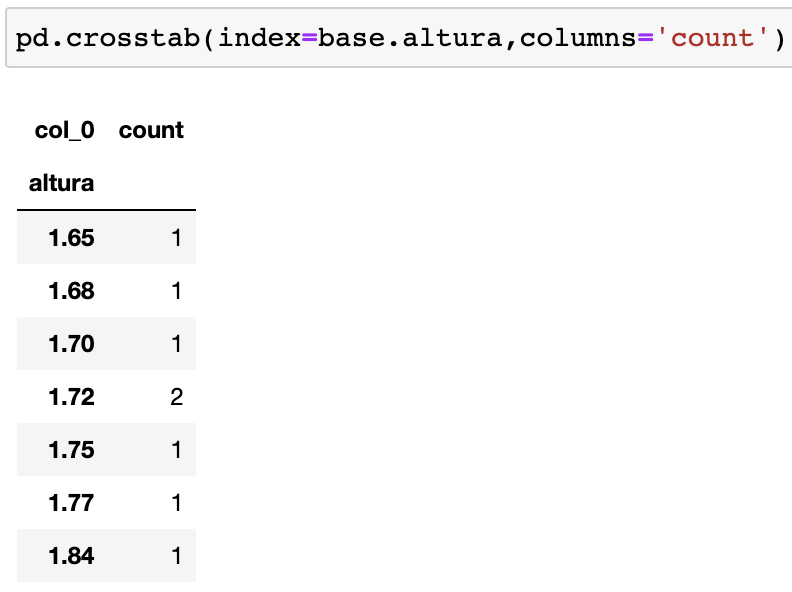 pd.crosstab(index=base.altura,columns='count')
col_0 count
altura
1.65 1
1.68 1
1.70 1
1.72 2
1.75 1
1.77 1
1.84 1